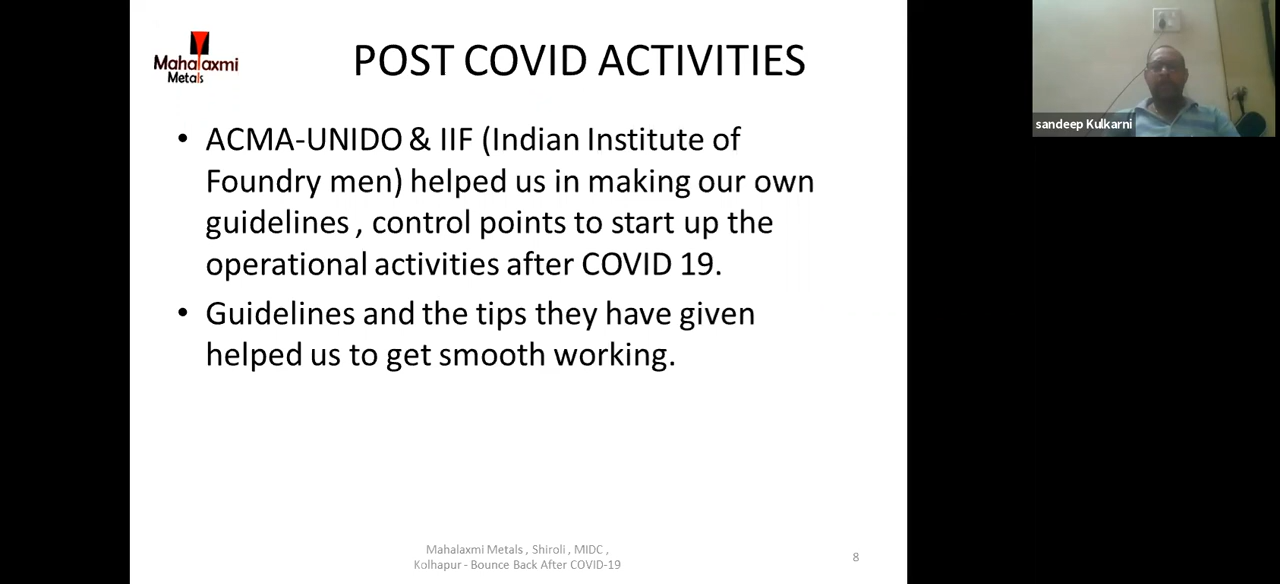 Mahalaxmi
Metals
POST COVID ACTIVITIES
• ACMA-UNIDO & IIF (Indian Institute of
Foundry men) helped us in making our own
guidelines , control points to start up the
operational activities after COVID 19.
• Guidelines and the tips they have given
helped us to get smooth working.
sandeep Kulkarni
Mahalaxmi Metals , Shiroli , MIDC ,
Kolhapur - Bounce Back After COVID-19
8